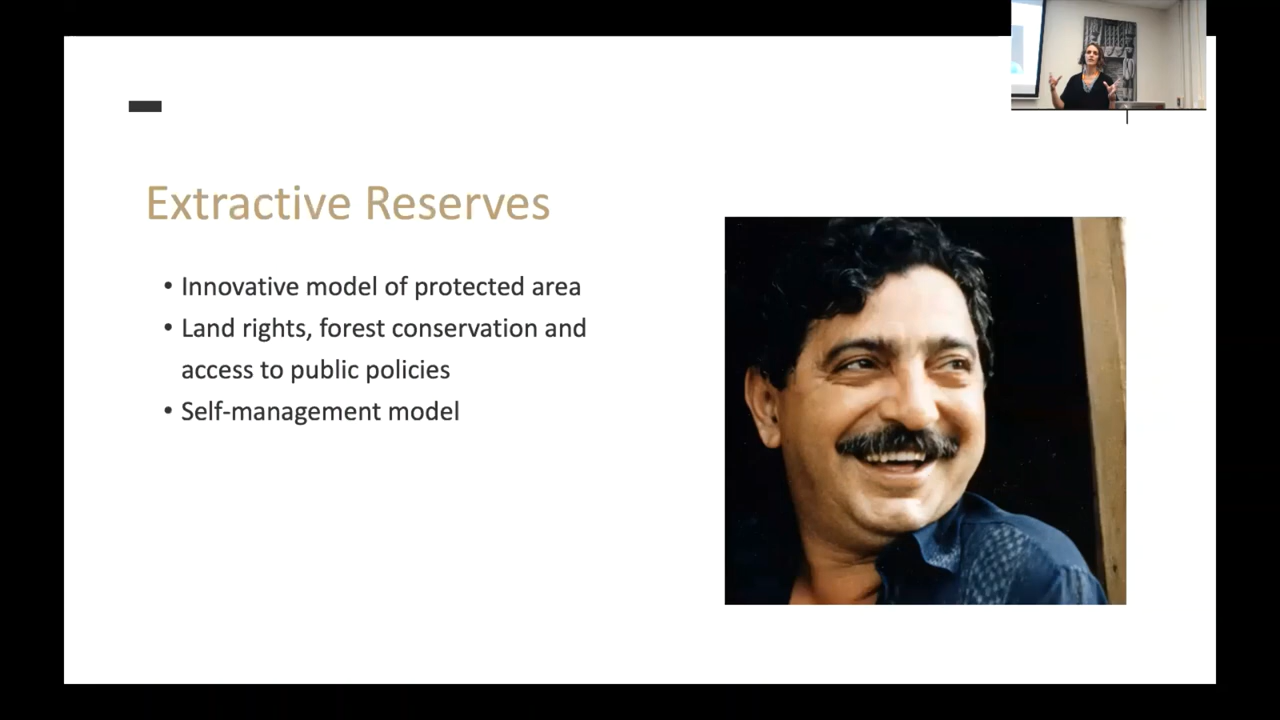 Extractive Reserves
• Innovative model of protected area
• Land rights, forest conservation and
access to public policies
• Self-management model